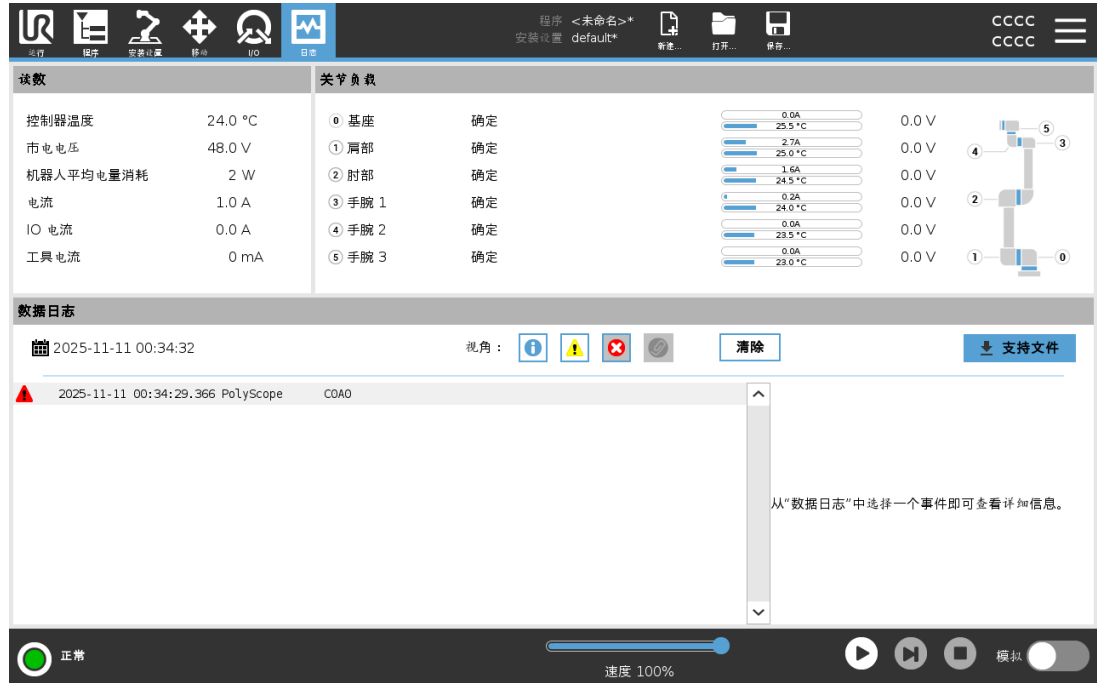 程序 <未命名>*
安装设置 default*
运行 程序 安装设置 移动 I/O 日志 新建... 打开... 保存...
CCCC
CCCC
读数
控制器温度 24.0 °C
市电电压 48.0 V
机器人平均电量消耗 2 W
电流 1.0 A
IO 电流 0.0 A
工具电流 0 mA
关节负载
0 基座 确定 0.0A 25.5 °C 0.0 V
1 肩部 确定 2.7A 25.0 °C 0.0 V
2 肘部 确定 1.6A 24.5 °C 0.0 V
3 手腕 1 确定 0.2A 24.0 °C 0.0 V
4 手腕 2 确定 0.0A 23.5 °C 0.0 V
5 手腕 3 确定 0.0A 23.0 °C 0.0 V
5
4 3
2
1 0
数据日志
2025-11-11 00:34:32 视角： 清除 支持文件
2025-11-11 00:34:29.366 PolyScope C0A0
从“数据日志”中选择一个事件即可查看详细信息。
正常
速度 100%
模拟